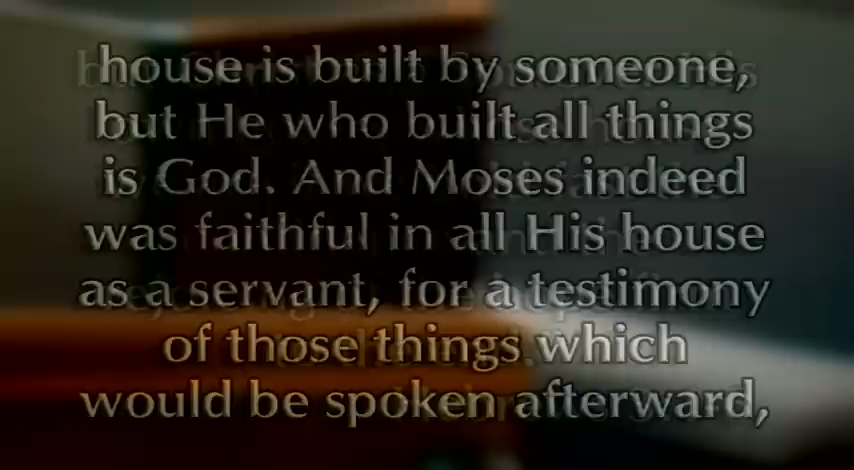 house is built by someone,
but He who built all things
is God. And Moses indeed
was faithful in all His house
as a servant, for a testimony
of those things which
would be spoken afterward,